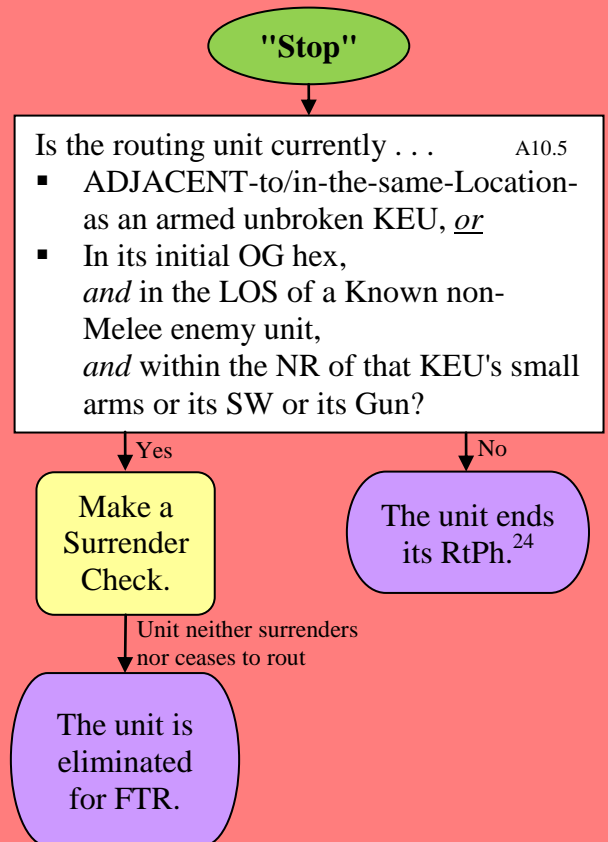 "Stop"
Is the routing unit currently . . . A10.5
▪ ADJACENT-to/in-the-same-Location-
as an armed unbroken KEU, or
▪ In its initial OG hex,
and in the LOS of a Known non-
Melee enemy unit,
and within the NR of that KEU's small
arms or its SW or its Gun?
Yes
No
Make a
Surrender
Check.
The unit ends
its RtPh.24
Unit neither surrenders
nor ceases to rout
The unit is
eliminated
for FTR.